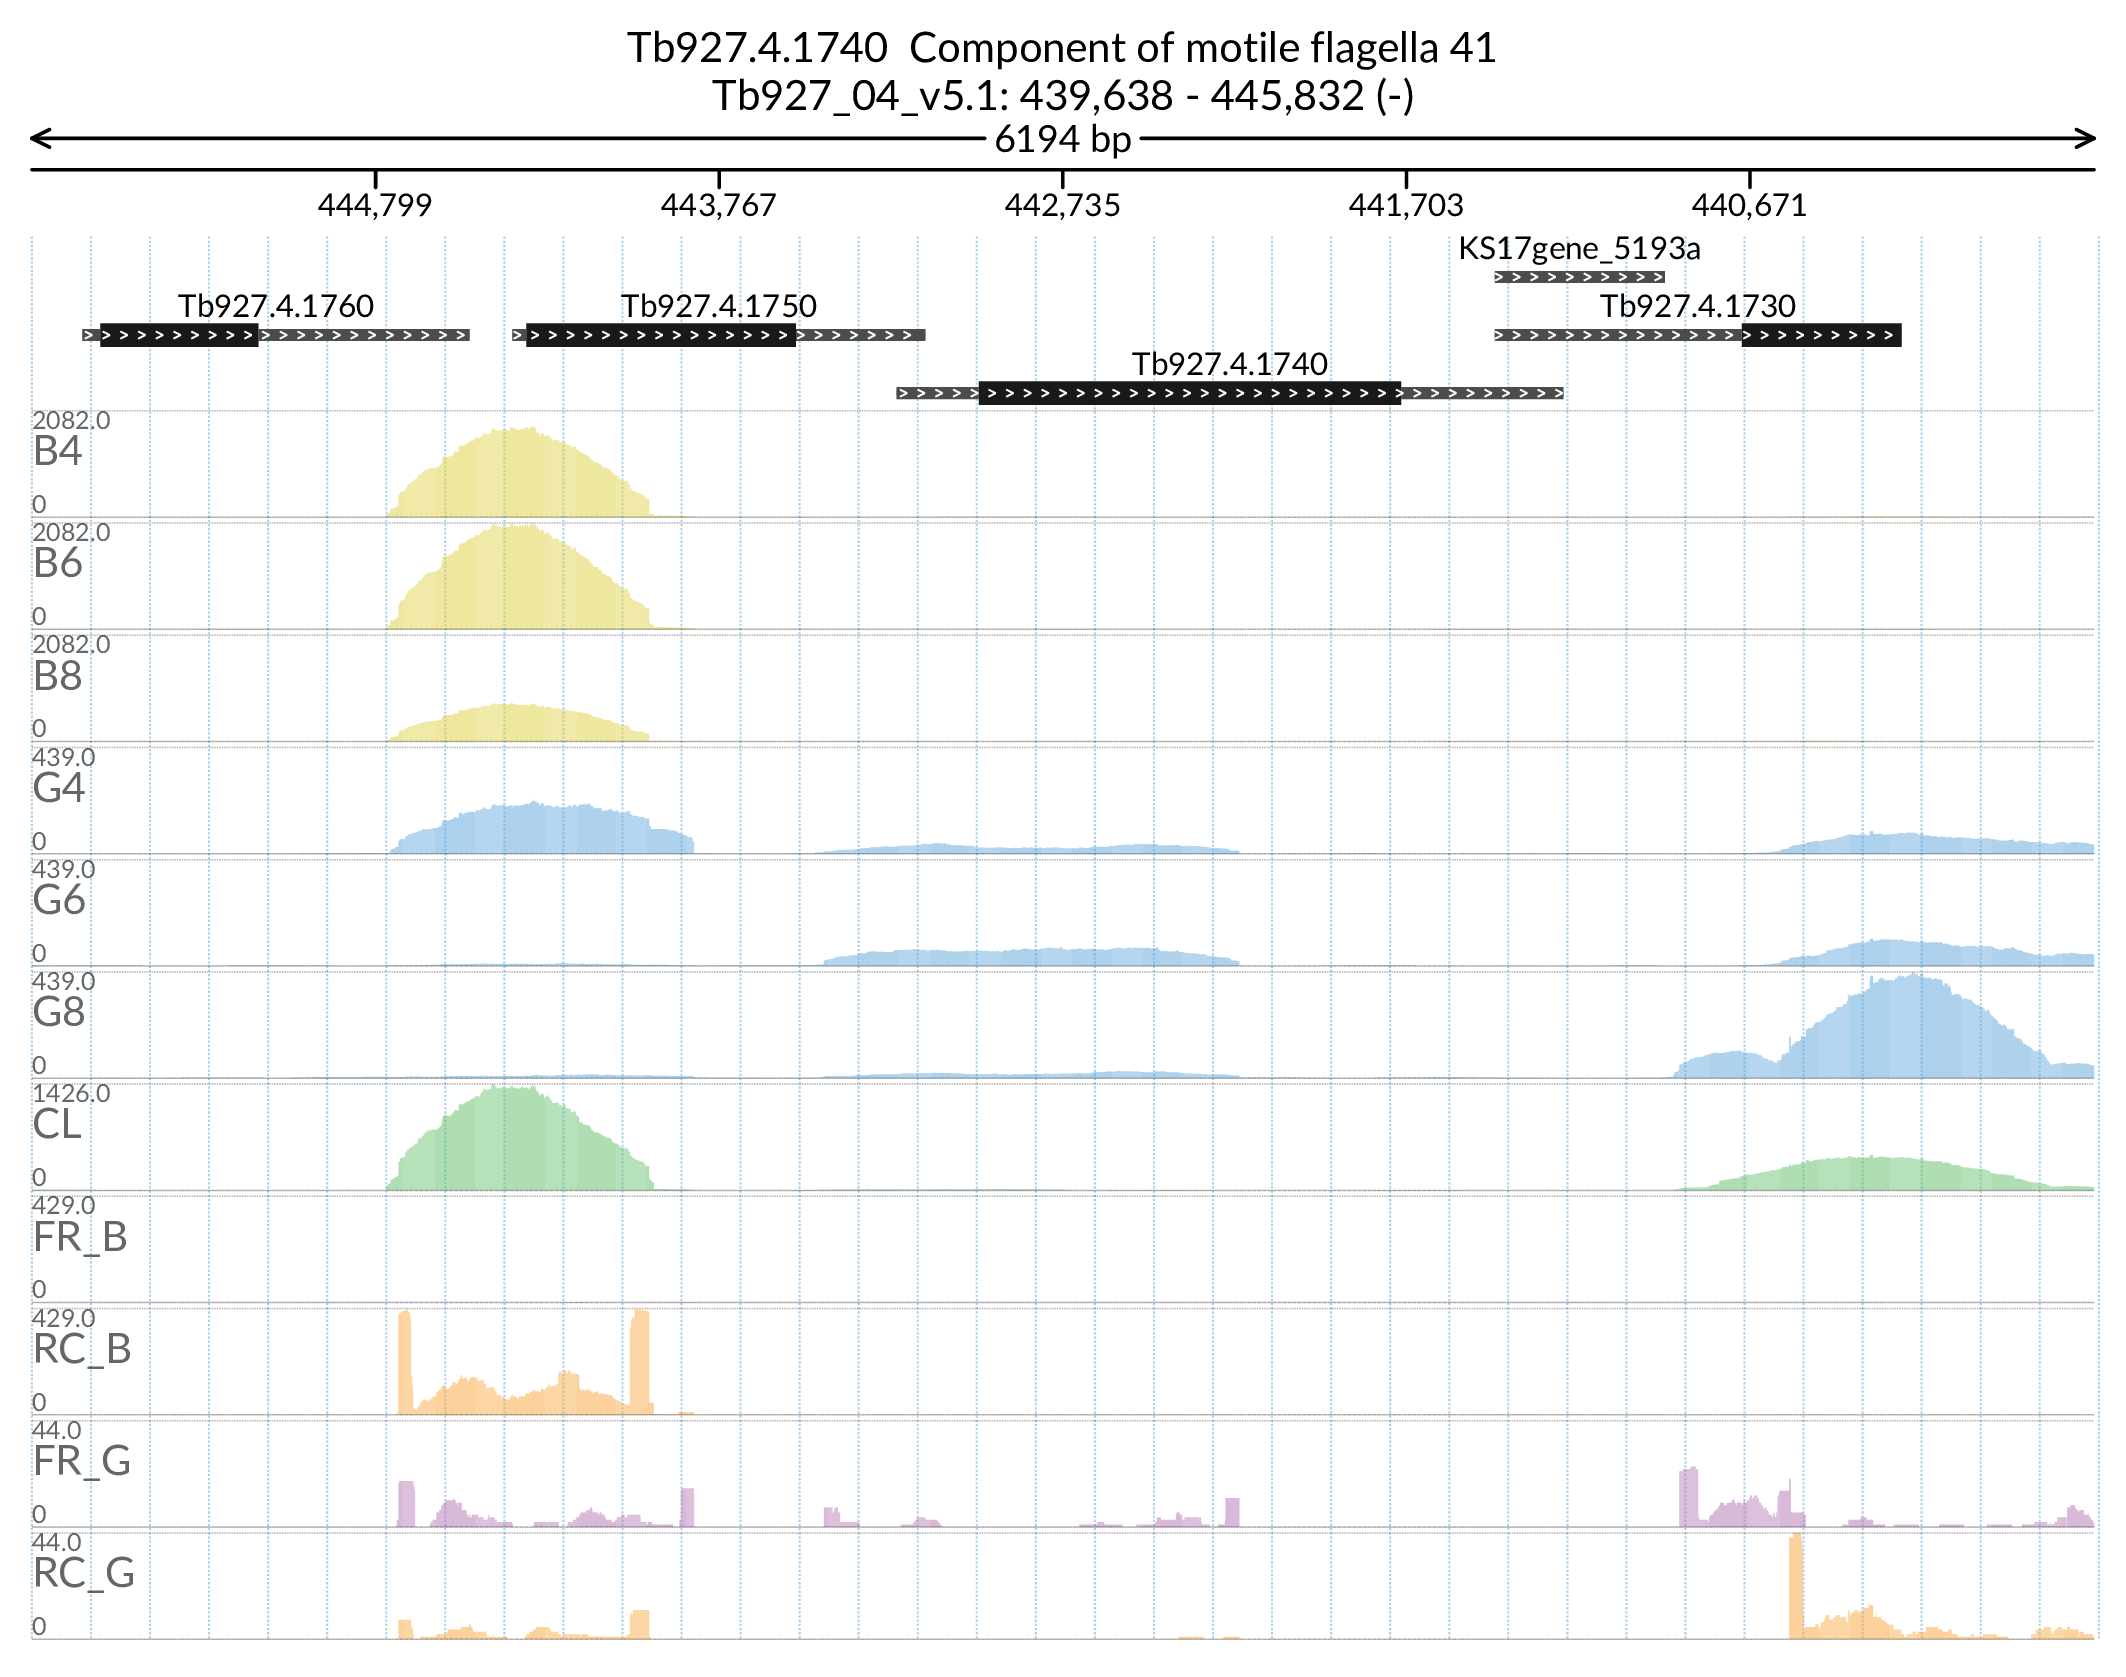 Tb927.4.1740  Component of motile flagella 41
Tb927_04_v5.1: 439,638 - 445,832 (-)
6194 bp
444,799 443,767 442,735 441,703 440,671
KS17gene_5193a
Tb927.4.1760 Tb927.4.1750 Tb927.4.1730
Tb927.4.1740
2082.0
B4
0
2082.0
B6
0
2082.0
B8
0
439.0
G4
0
439.0
G6
0
439.0
G8
0
1426.0
CL
0
429.0
FR_B
0
429.0
RC_B
0
44.0
FR_G
0
44.0
RC_G
0